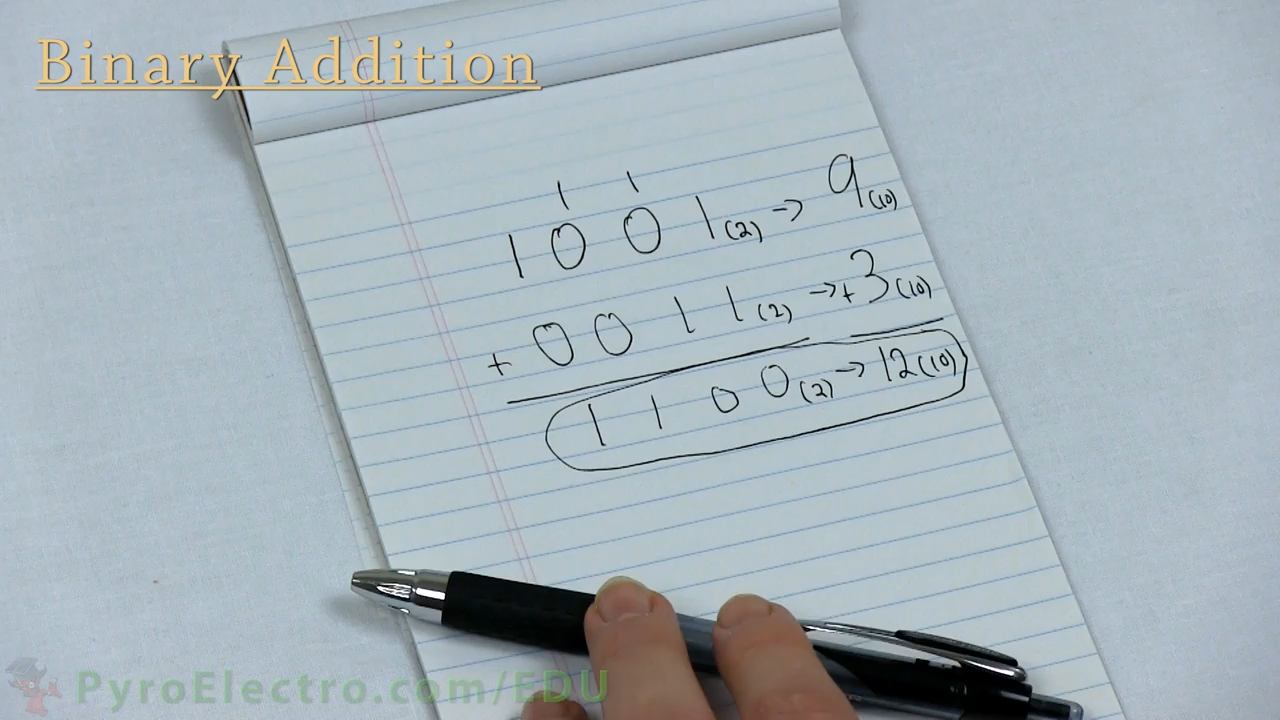 Binary Addition
1 1
1 0 0 1(2) -> 9(10)
+ 0 0 1 1(2) -> + 3(10)
1 1 0 0(2) -> 12(10)
PyroElectro.com/EDU